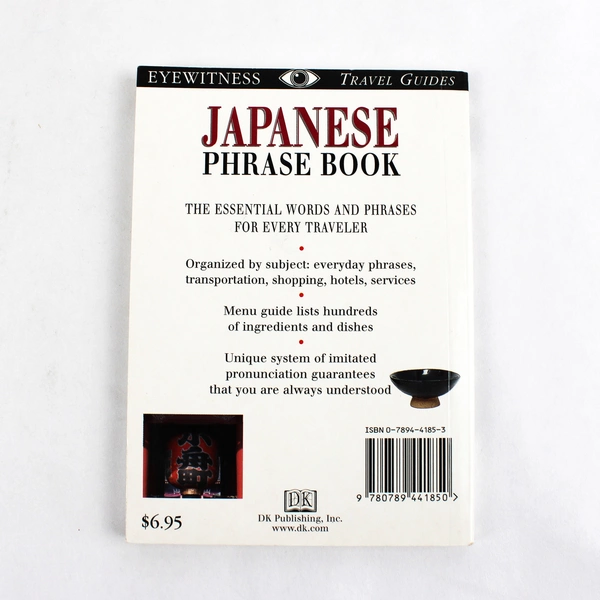 EYEWITNESS TRAVEL GUIDES
JAPANESE
PHRASE BOOK
THE ESSENTIAL WORDS AND PHRASES
FOR EVERY TRAVELER
Organized by subject: everyday phrases,
transportation, shopping, hotels, services
Menu guide lists hundreds
of ingredients and dishes
Unique system of imitated
pronunciation guarantees
that you are always understood
ISBN 0-7894-4185-3
9 780789 441850 >
小舟
$6.95
DK
DK Publishing, Inc.
www.dk.com